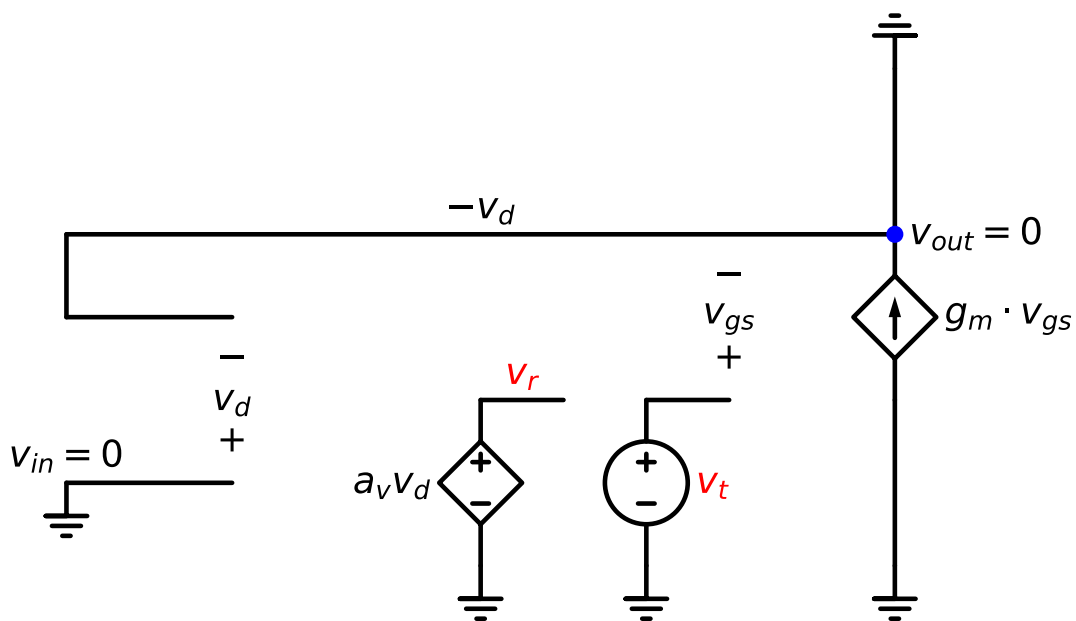 −v_d
v_out = 0
−
v_gs
+
g_m · v_gs
−
v_d
+
v_r
v_in = 0
a_v v_d
+
−
+
−
v_t